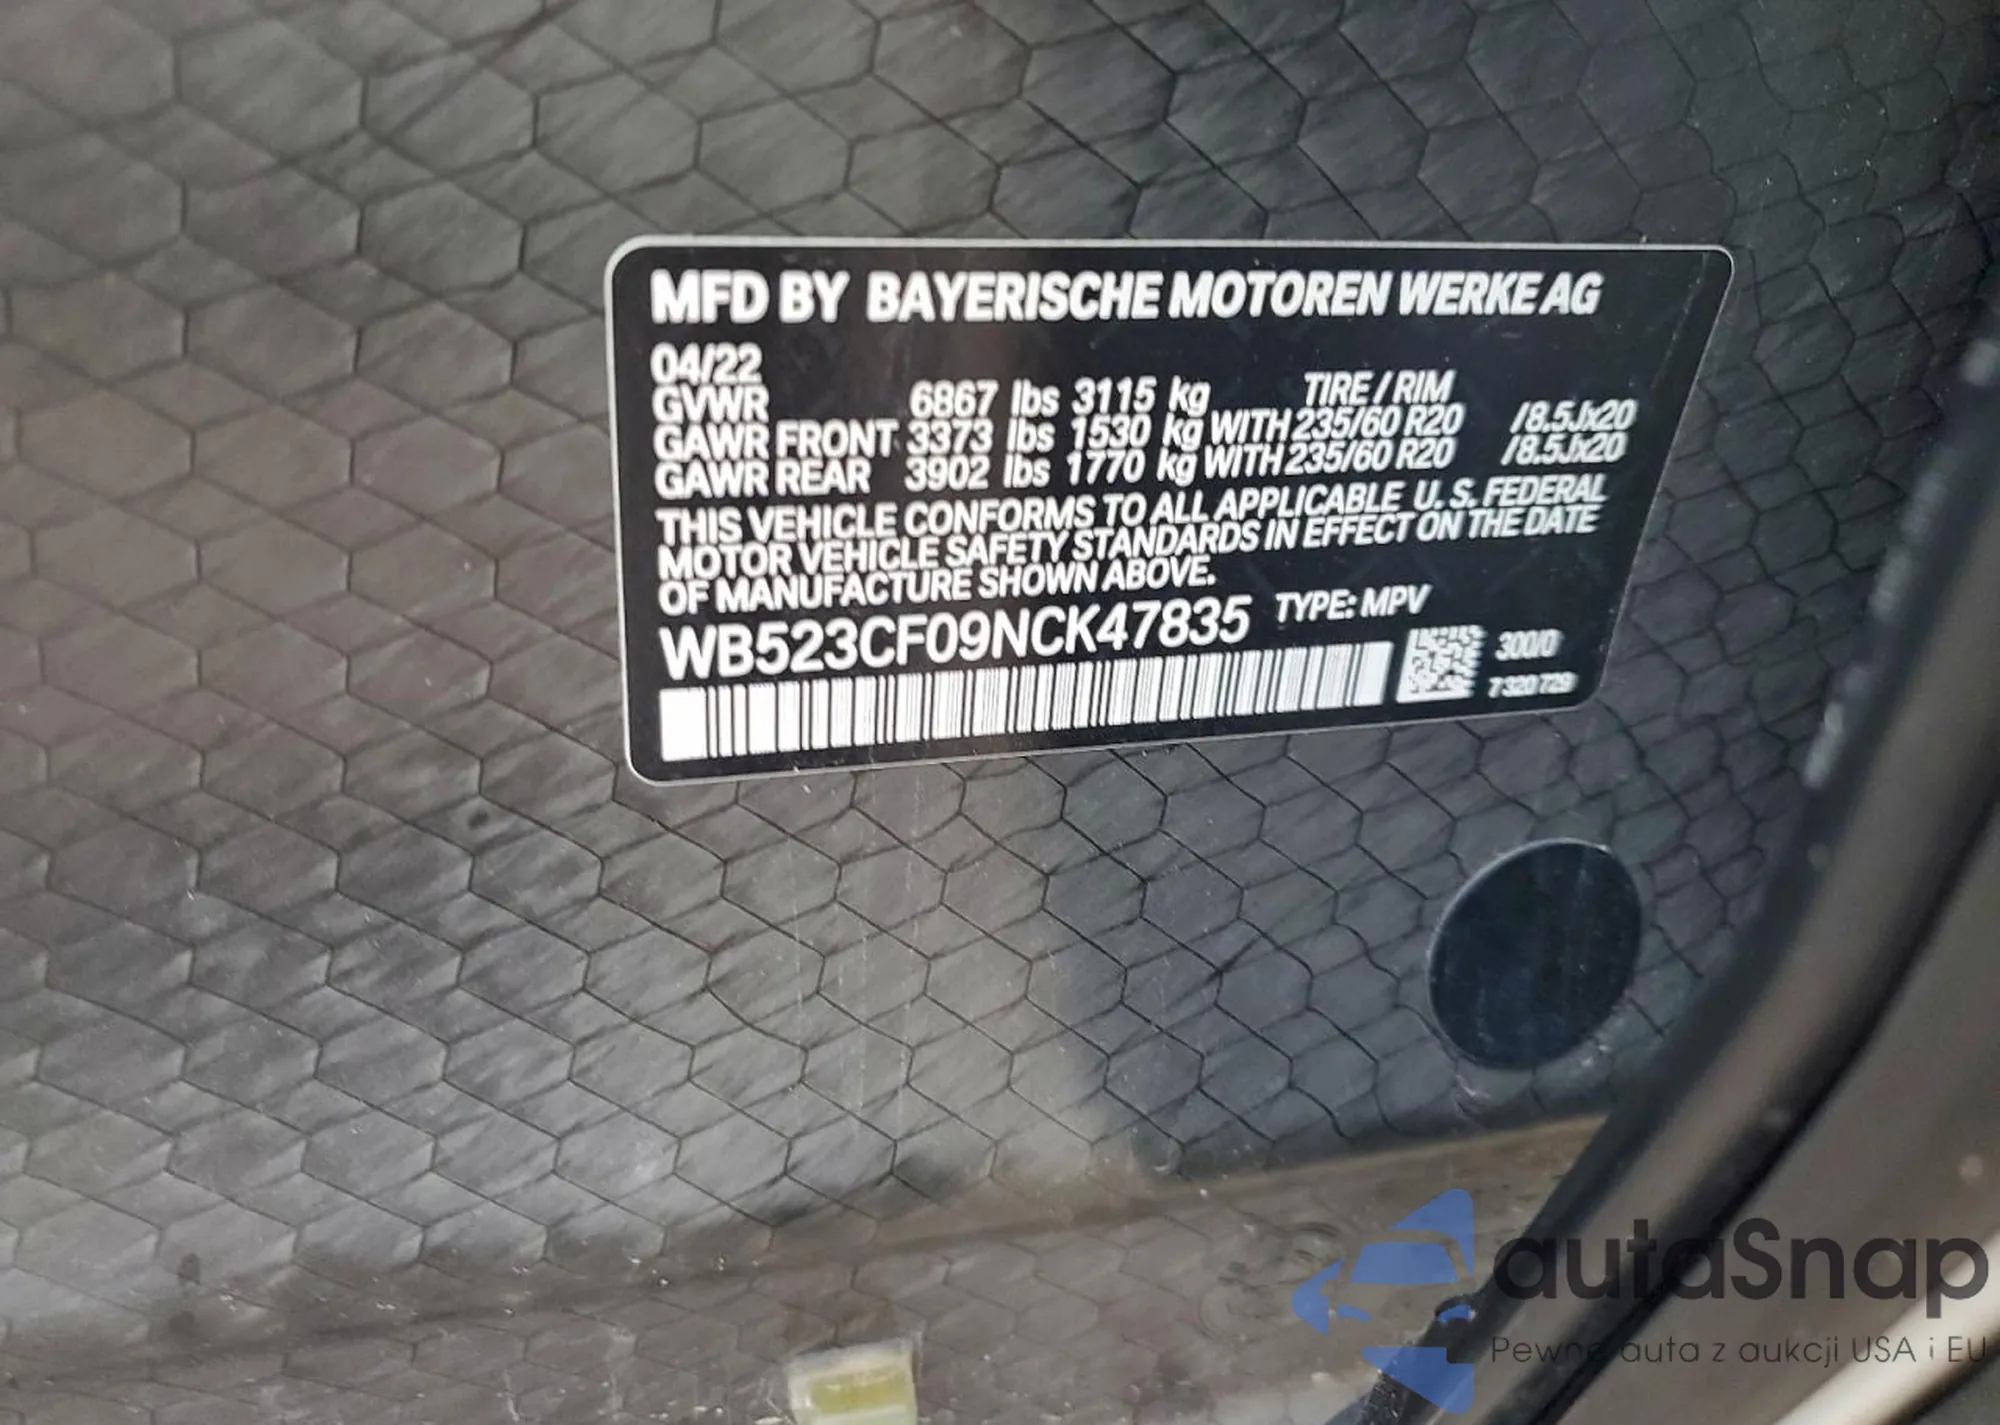 MFD BY BAYERISCHE MOTOREN WERKE AG
04/22
GVWR 6867 lbs 3115 kg TIRE / RIM
GAWR FRONT 3373 lbs 1530 kg WITH 235/60 R20 /8.5Jx20
GAWR REAR 3902 lbs 1770 kg WITH 235/60 R20 /8.5Jx20
THIS VEHICLE CONFORMS TO ALL APPLICABLE U. S. FEDERAL
MOTOR VEHICLE SAFETY STANDARDS IN EFFECT ON THE DATE
OF MANUFACTURE SHOWN ABOVE.
WB523CF09NCK47835 TYPE: MPV
300/0
7 320 729
autaSnap
Pewne auta z aukcji USA i EU